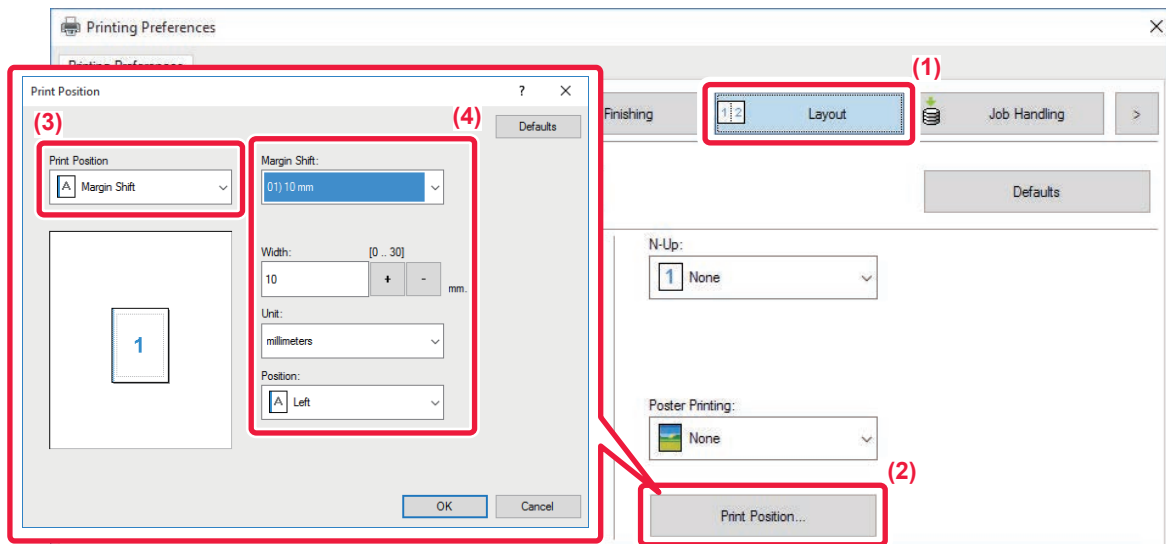 Printing Preferences
Printing Preferences
(1)
Finishing
1 2
Layout
Job Handling
>
Defaults
N-Up:
1
None
Poster Printing:
None
(2)
Print Position...
Print Position
?
(3)
(4)
Defaults
Print Position
A
Margin Shift
Margin Shift:
01) 10 mm
Width:
[0 .. 30]
10
+
-
mm.
Unit:
millimeters
Position:
A
Left
1
OK
Cancel